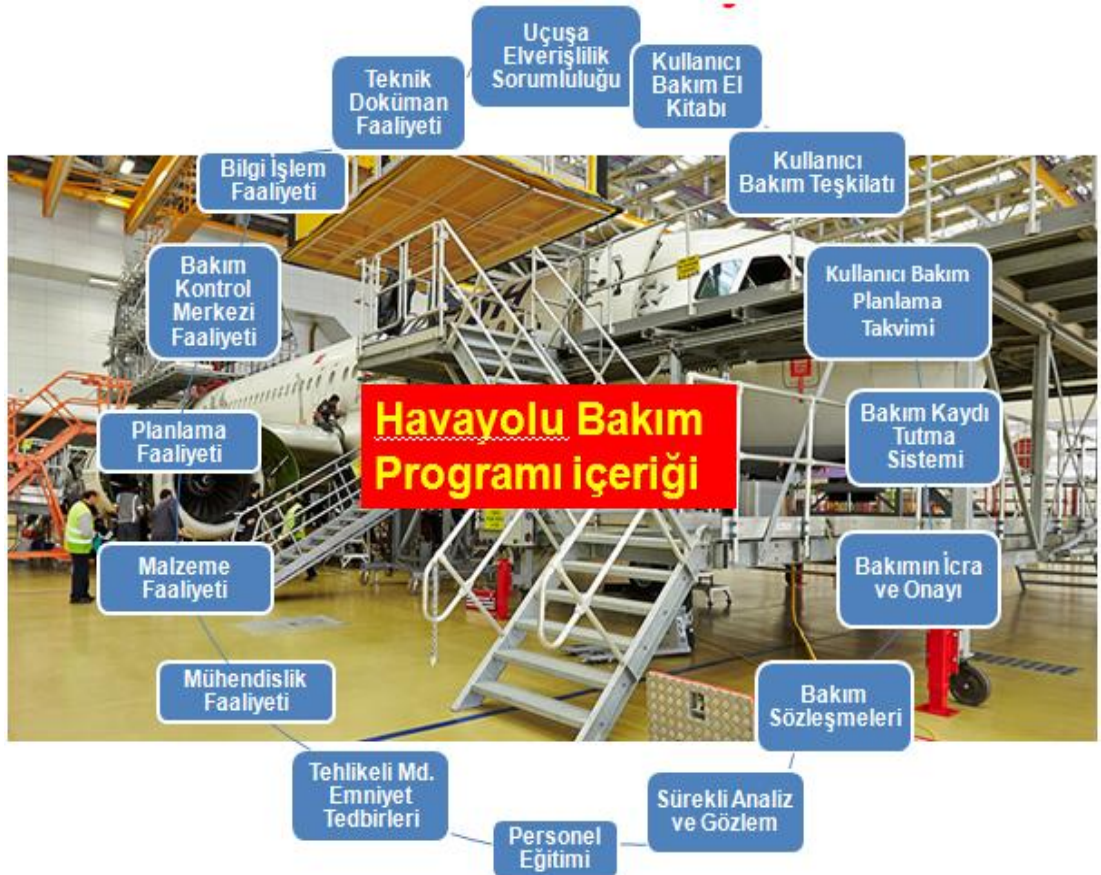 Uçuşa
Elverişlilik
Sorumluluğu
Kullanıcı
Bakım El
Kitabı
Kullanıcı
Bakım Teşkilatı
Kullanıcı Bakım
Planlama
Takvimi
Bakım Kaydı
Tutma
Sistemi
Bakımın İcra
ve Onayı
Bakım
Sözleşmeleri
Sürekli Analiz
ve Gözlem
Personel
Eğitimi
Tehlikeli Md.
Emniyet
Tedbirleri
Mühendislik
Faaliyeti
Malzeme
Faaliyeti
Planlama
Faaliyeti
Bakım
Kontrol
Merkezi
Faaliyeti
Bilgi İşlem
Faaliyeti
Teknik
Doküman
Faaliyeti
Havayolu Bakım
Programı içeriği